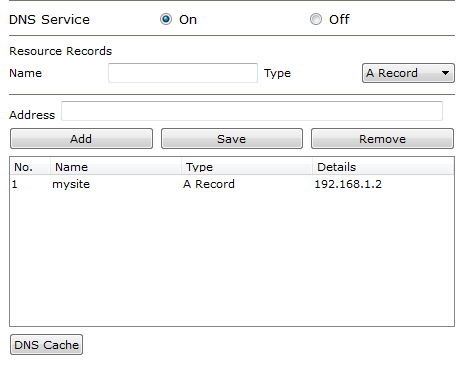 DNS Service On Off
Resource Records
Name Type A Record
Address
Add Save Remove
No. Name Type Details
1 mysite A Record 192.168.1.2
DNS Cache